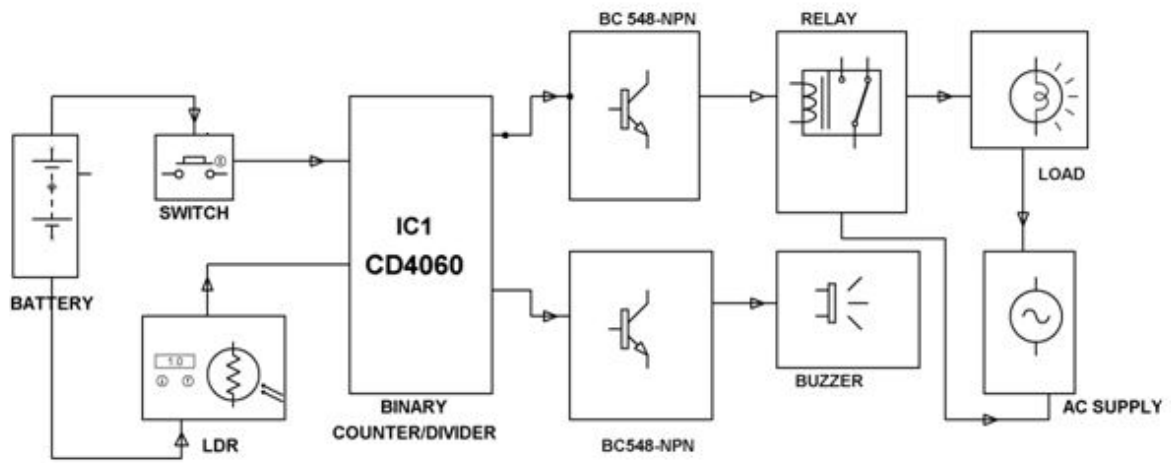 BC 548-NPN
RELAY
LOAD
SWITCH
IC1
CD4060
BATTERY
1.0
BUZZER
AC SUPPLY
BINARY
COUNTER/DIVIDER
LDR
BC548-NPN